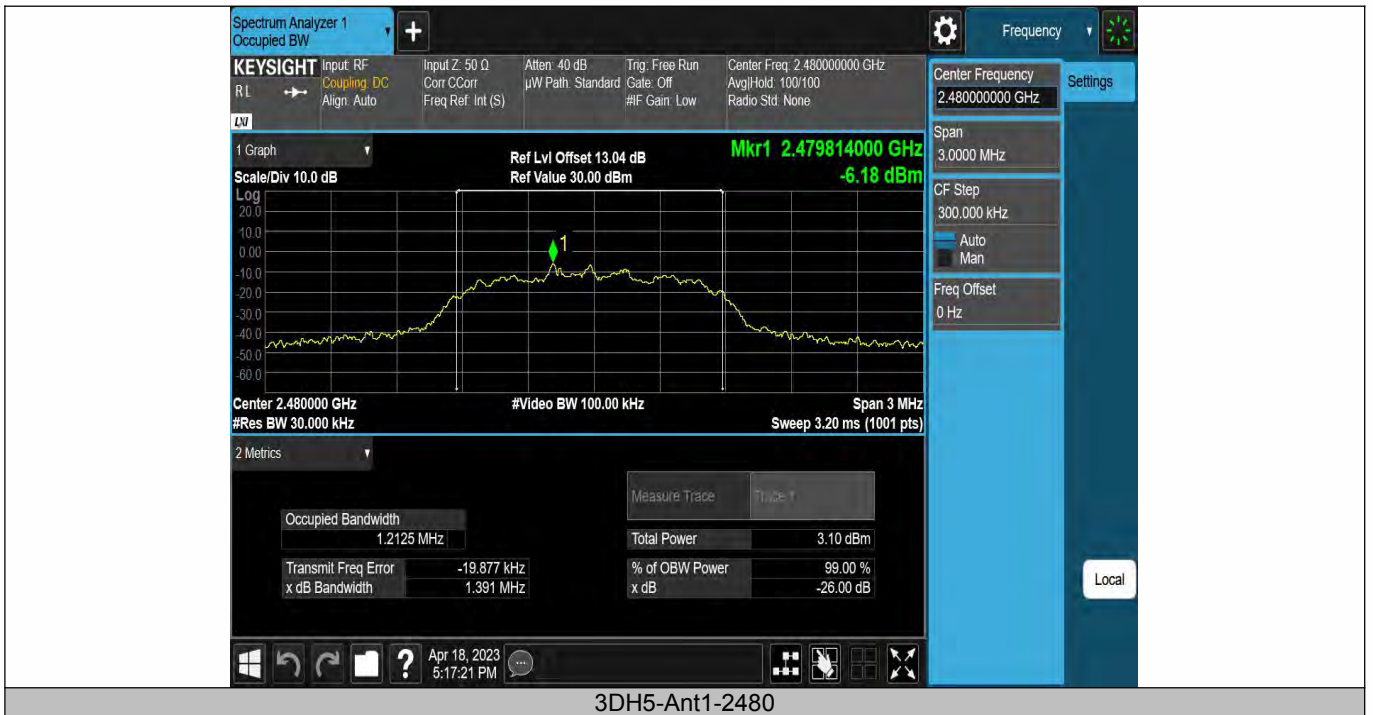 Spectrum Analyzer 1
Occupied BW
+
Frequency
KEYSIGHT
RL
LXI
Input: RF
Coupling: DC
Align: Auto
Input Z: 50 Ω
Corr CCorr
Freq Ref: Int (S)
Atten: 40 dB
µW Path: Standard
Trig: Free Run
Gate: Off
#IF Gain: Low
Center Freq: 2.480000000 GHz
Avg|Hold: 100/100
Radio Std: None
Center Frequency
2.480000000 GHz
Settings
Span
3.0000 MHz
CF Step
300.000 kHz
Auto
Man
Freq Offset
0 Hz
1 Graph
Scale/Div 10.0 dB
Ref Lvl Offset 13.04 dB
Ref Value 30.00 dBm
Mkr1 2.479814000 GHz
-6.18 dBm
Log
20.0
10.0
0.00
-10.0
-20.0
-30.0
-40.0
-50.0
-60.0
1
Center 2.480000 GHz
#Res BW 30.000 kHz
#Video BW 100.00 kHz
Span 3 MHz
Sweep 3.20 ms (1001 pts)
2 Metrics
Measure Trace
Trace 1
Occupied Bandwidth
1.2125 MHz
Total Power 3.10 dBm
Transmit Freq Error -19.877 kHz
% of OBW Power 99.00 %
x dB Bandwidth 1.391 MHz
x dB -26.00 dB
Local
?
Apr 18, 2023
5:17:21 PM
3DH5-Ant1-2480